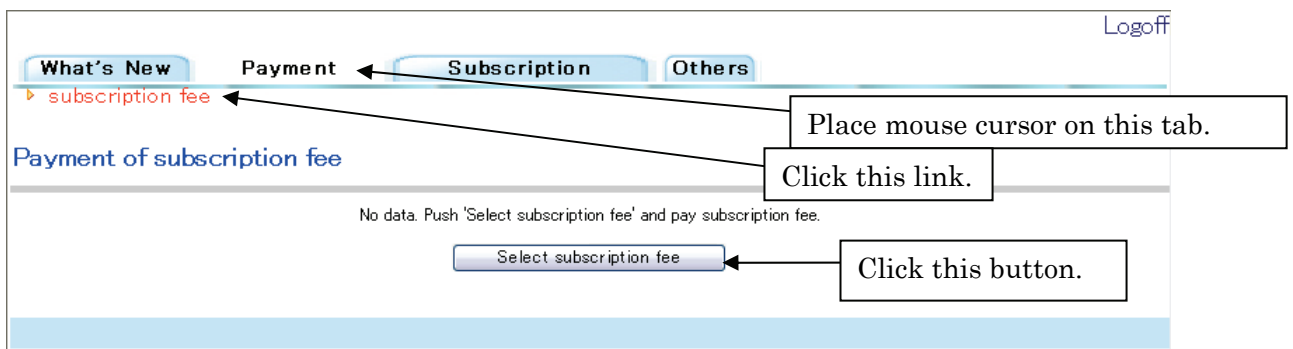 Logoff
What's New Payment Subscription Others
subscription fee
Place mouse cursor on this tab.
Payment of subscription fee
Click this link.
No data. Push 'Select subscription fee' and pay subscription fee.
Select subscription fee
Click this button.